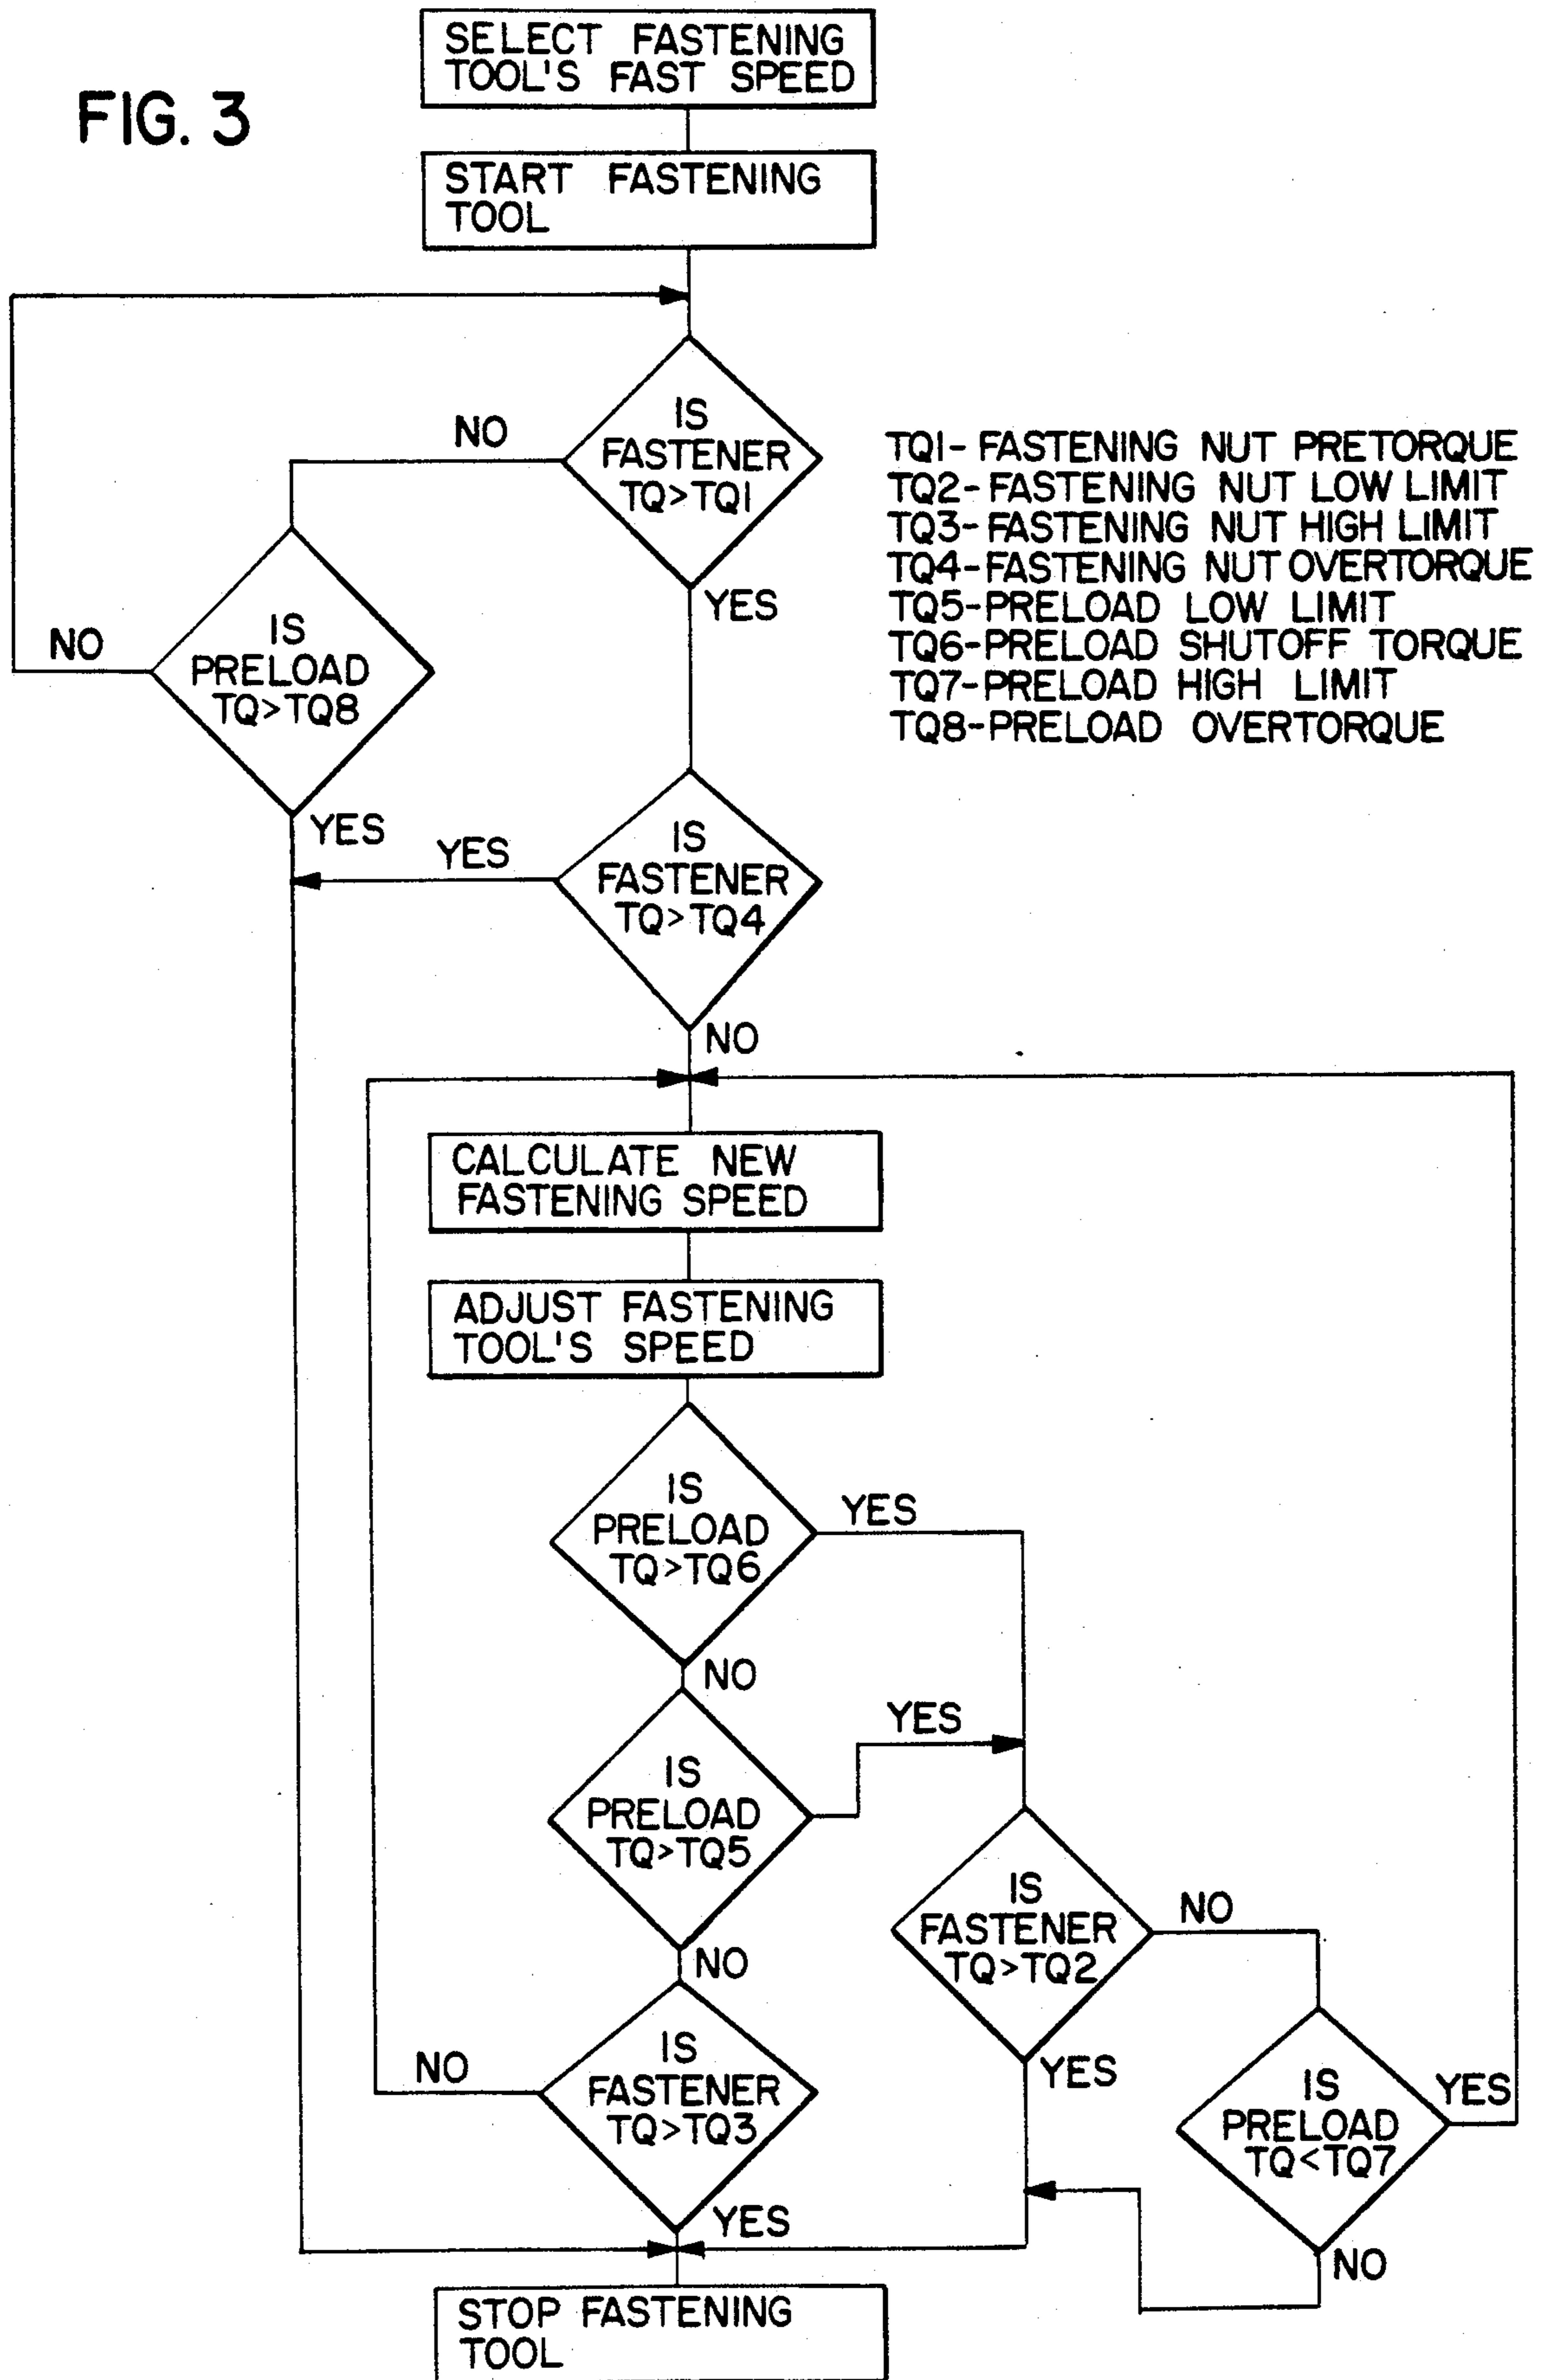 FIG. 3
SELECT FASTENING
TOOL'S FAST SPEED
START FASTENING
TOOL
IS
FASTENER
TQ>TQ1
NO
YES
TQ1- FASTENING NUT PRETORQUE
TQ2- FASTENING NUT LOW LIMIT
TQ3- FASTENING NUT HIGH LIMIT
TQ4-FASTENING NUT OVERTORQUE
TQ5-PRELOAD LOW LIMIT
TQ6-PRELOAD SHUTOFF TORQUE
TQ7-PRELOAD HIGH LIMIT
TQ8-PRELOAD OVERTORQUE
IS
PRELOAD
TQ>TQ8
NO
YES
IS
FASTENER
TQ>TQ4
YES
NO
CALCULATE NEW
FASTENING SPEED
ADJUST FASTENING
TOOL'S SPEED
IS
PRELOAD
TQ>TQ6
YES
NO
IS
PRELOAD
TQ>TQ5
YES
NO
IS
FASTENER
TQ>TQ2
NO
YES
IS
FASTENER
TQ>TQ3
NO
YES
IS
PRELOAD
TQ<TQ7
YES
NO
STOP FASTENING
TOOL